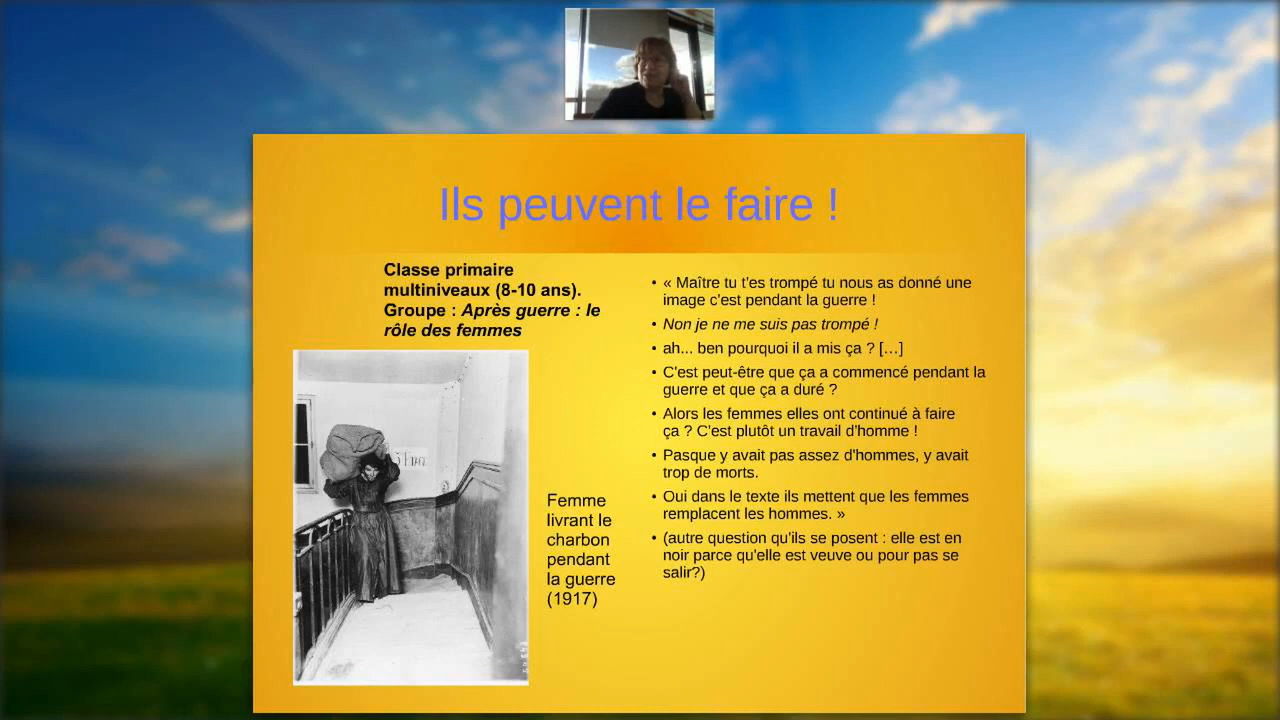 Ils peuvent le faire !
Classe primaire
multiniveaux (8-10 ans).
Groupe : Après guerre : le
rôle des femmes
Femme
livrant le
charbon
pendant
la guerre
(1917)
• « Maître tu t'es trompé tu nous as donné une
image c'est pendant la guerre !
• Non je ne me suis pas trompé !
• ah... ben pourquoi il a mis ça ? [...]
• C'est peut-être que ça a commencé pendant la
guerre et que ça a duré ?
• Alors les femmes elles ont continué à faire
ça ? C'est plutôt un travail d'homme !
• Pasque y avait pas assez d'hommes, y avait
trop de morts.
• Oui dans le texte ils mettent que les femmes
remplacent les hommes. »
• (autre question qu'ils se posent : elle est en
noir parce qu'elle est veuve ou pour pas se
salir?)